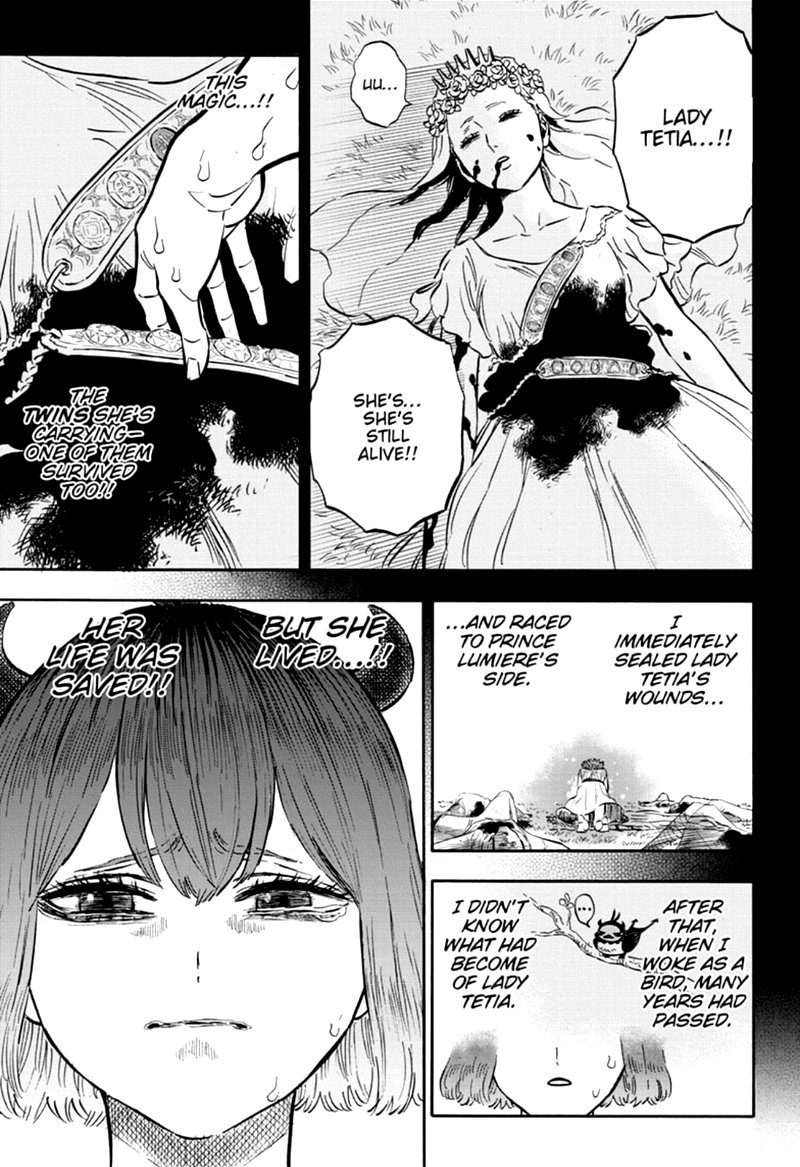 LADY
TETIA...!!
UU...
SHE'S...
SHE'S
STILL
ALIVE!!
THIS
MAGIC...!!
THE
TWINS SHE'S
CARRYING—
ONE OF THEM
SURVIVED
TOO!!
I
IMMEDIATELY
SEALED LADY
TETIA'S
WOUNDS...
...AND RACED
TO PRINCE
LUMIERE'S
SIDE.
AFTER
THAT,
WHEN I
WOKE AS A
BIRD, MANY
YEARS HAD
PASSED.
...
I DIDN'T
KNOW
WHAT HAD
BECOME
OF LADY
TETIA.
BUT SHE
LIVED...!!
HER
LIFE WAS
SAVED!!